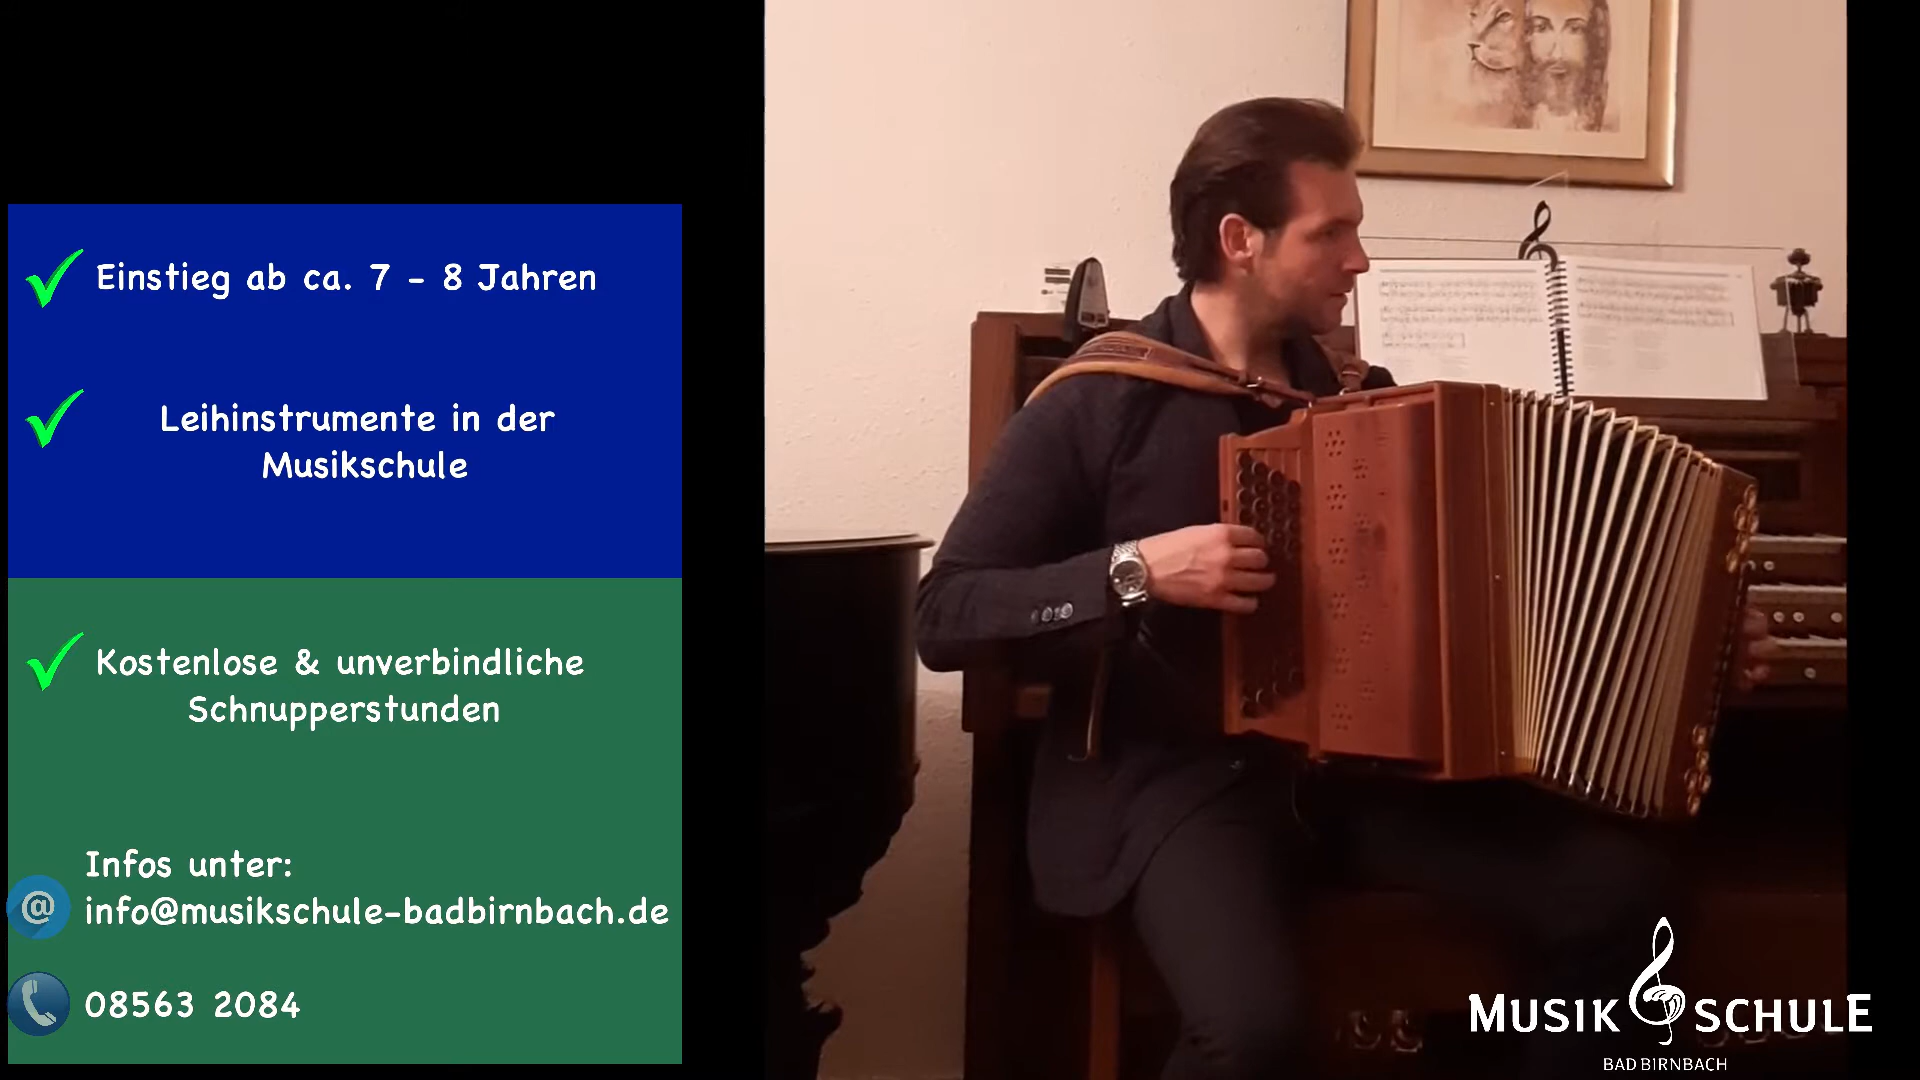 Einstieg ab ca. 7 - 8 Jahren
Leihinstrumente in der
Musikschule
Kostenlose & unverbindliche
Schnupperstunden
Infos unter:
@ info@musikschule-badbirnbach.de
08563 2084
MUSIK SCHULE
BAD BIRNBACH